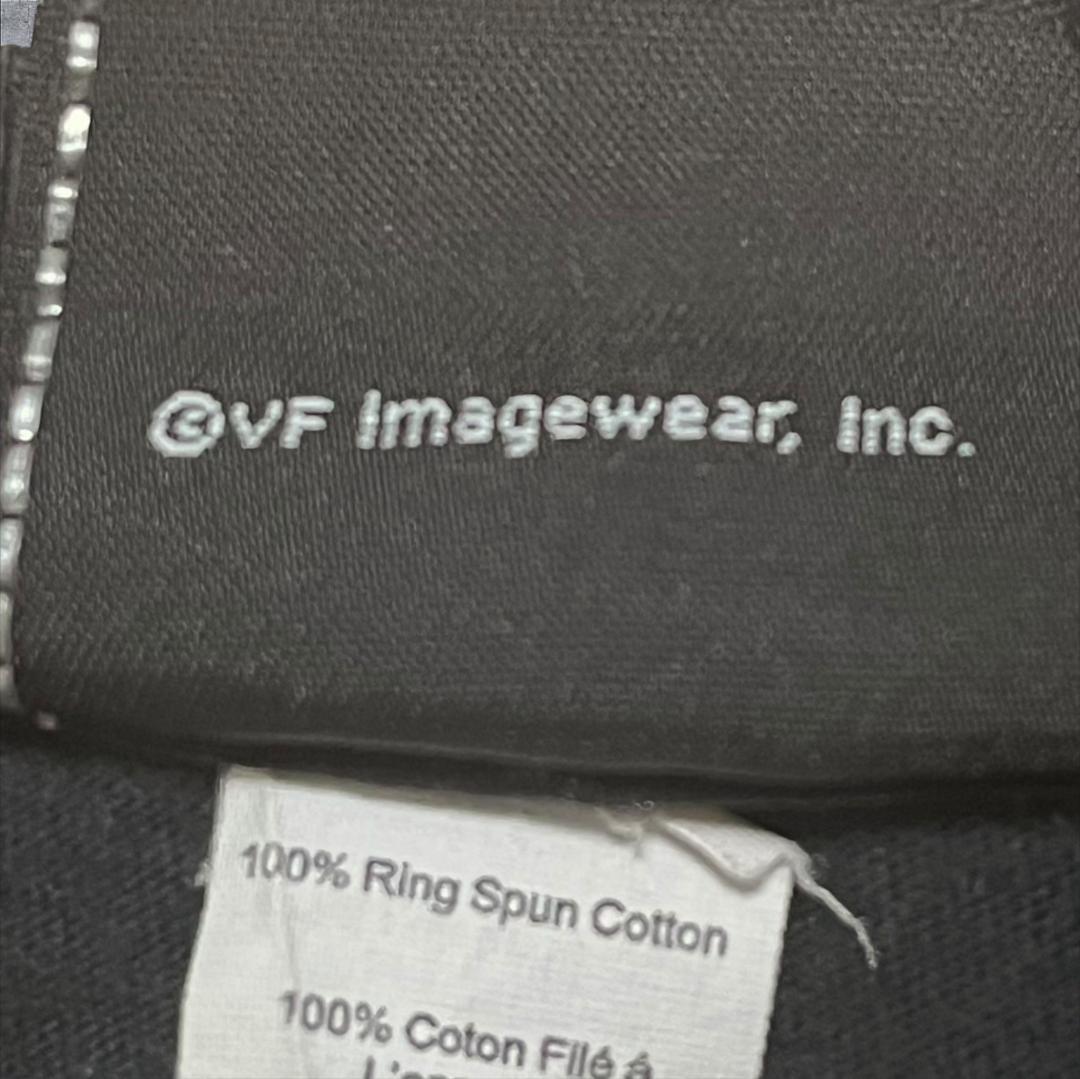 ©VF Imagewear, Inc.
100% Ring Spun Cotton
100% Coton Filé á